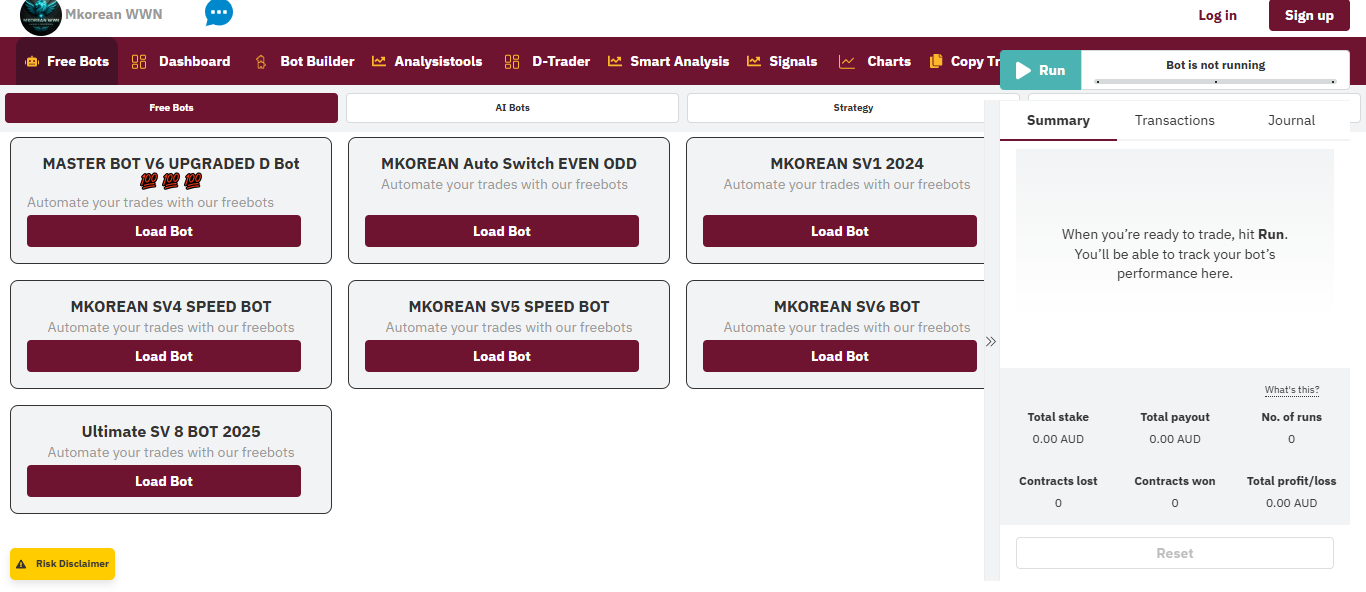 Mkorean WWN
Log in
Sign up
Free Bots
Dashboard
Bot Builder
Analysistools
D-Trader
Smart Analysis
Signals
Charts
Copy Tr
Run
Bot is not running
Free Bots
AI Bots
Strategy
Summary
Transactions
Journal
MASTER BOT V6 UPGRADED D Bot
💯 💯 💯
Automate your trades with our freebots
Load Bot
MKOREAN Auto Switch EVEN ODD
Automate your trades with our freebots
Load Bot
MKOREAN SV1 2024
Automate your trades with our freebots
Load Bot
MKOREAN SV4 SPEED BOT
Automate your trades with our freebots
Load Bot
MKOREAN SV5 SPEED BOT
Automate your trades with our freebots
Load Bot
MKOREAN SV6 BOT
Automate your trades with our freebots
Load Bot
Ultimate SV 8 BOT 2025
Automate your trades with our freebots
Load Bot
Risk Disclaimer
When you’re ready to trade, hit Run.
You’ll be able to track your bot’s
performance here.
What's this?
Total stake
0.00 AUD
Total payout
0.00 AUD
No. of runs
0
Contracts lost
0
Contracts won
0
Total profit/loss
0.00 AUD
Reset